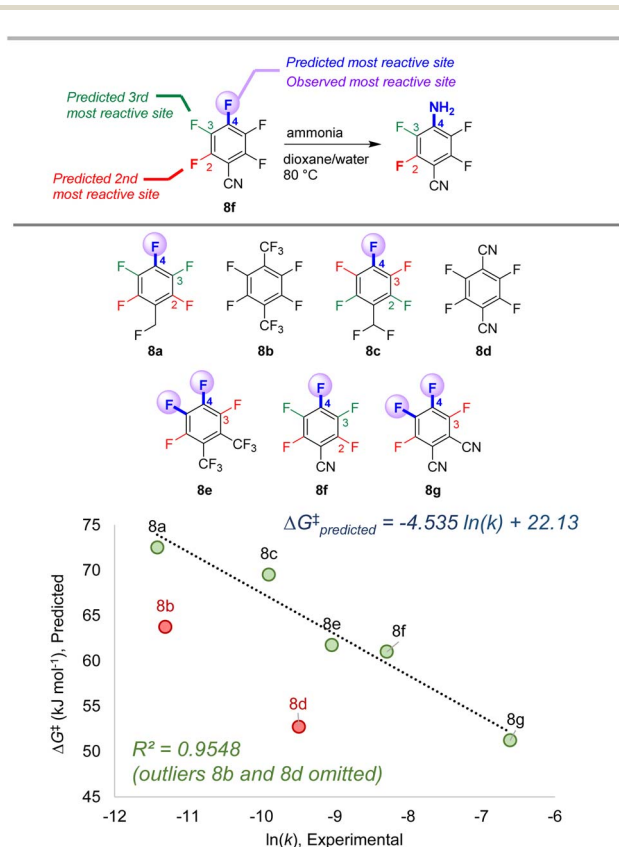 Predicted most reactive site
Observed most reactive site
Predicted 3rd
most reactive site
Predicted 2nd
most reactive site
F
F
3
4
F
F
2
F
CN
8f
ammonia
dioxane/water
80 °C
NH2
F
3
4
F
F
2
F
CN
F
F
4
F
3
F
2
F
F
8a
CF3
F
F
F
F
CF3
8b
F
F
4
F
3
F
2
F
F
F
8c
CN
F
F
F
F
CN
8d
F
F
4
F
3
F
CF3
CF3
8e
F
F
4
F
3
F
2
F
CN
8f
F
F
4
F
3
F
CN
CN
8g
ΔG‡predicted = -4.535 ln(k) + 22.13
ΔG‡ (kJ mol-1), Predicted
75
70
65
60
55
50
45
8a
8c
8b
8e
8f
8d
8g
R² = 0.9548
(outliers 8b and 8d omitted)
-12
-11
-10
-9
-8
-7
-6
ln(k), Experimental